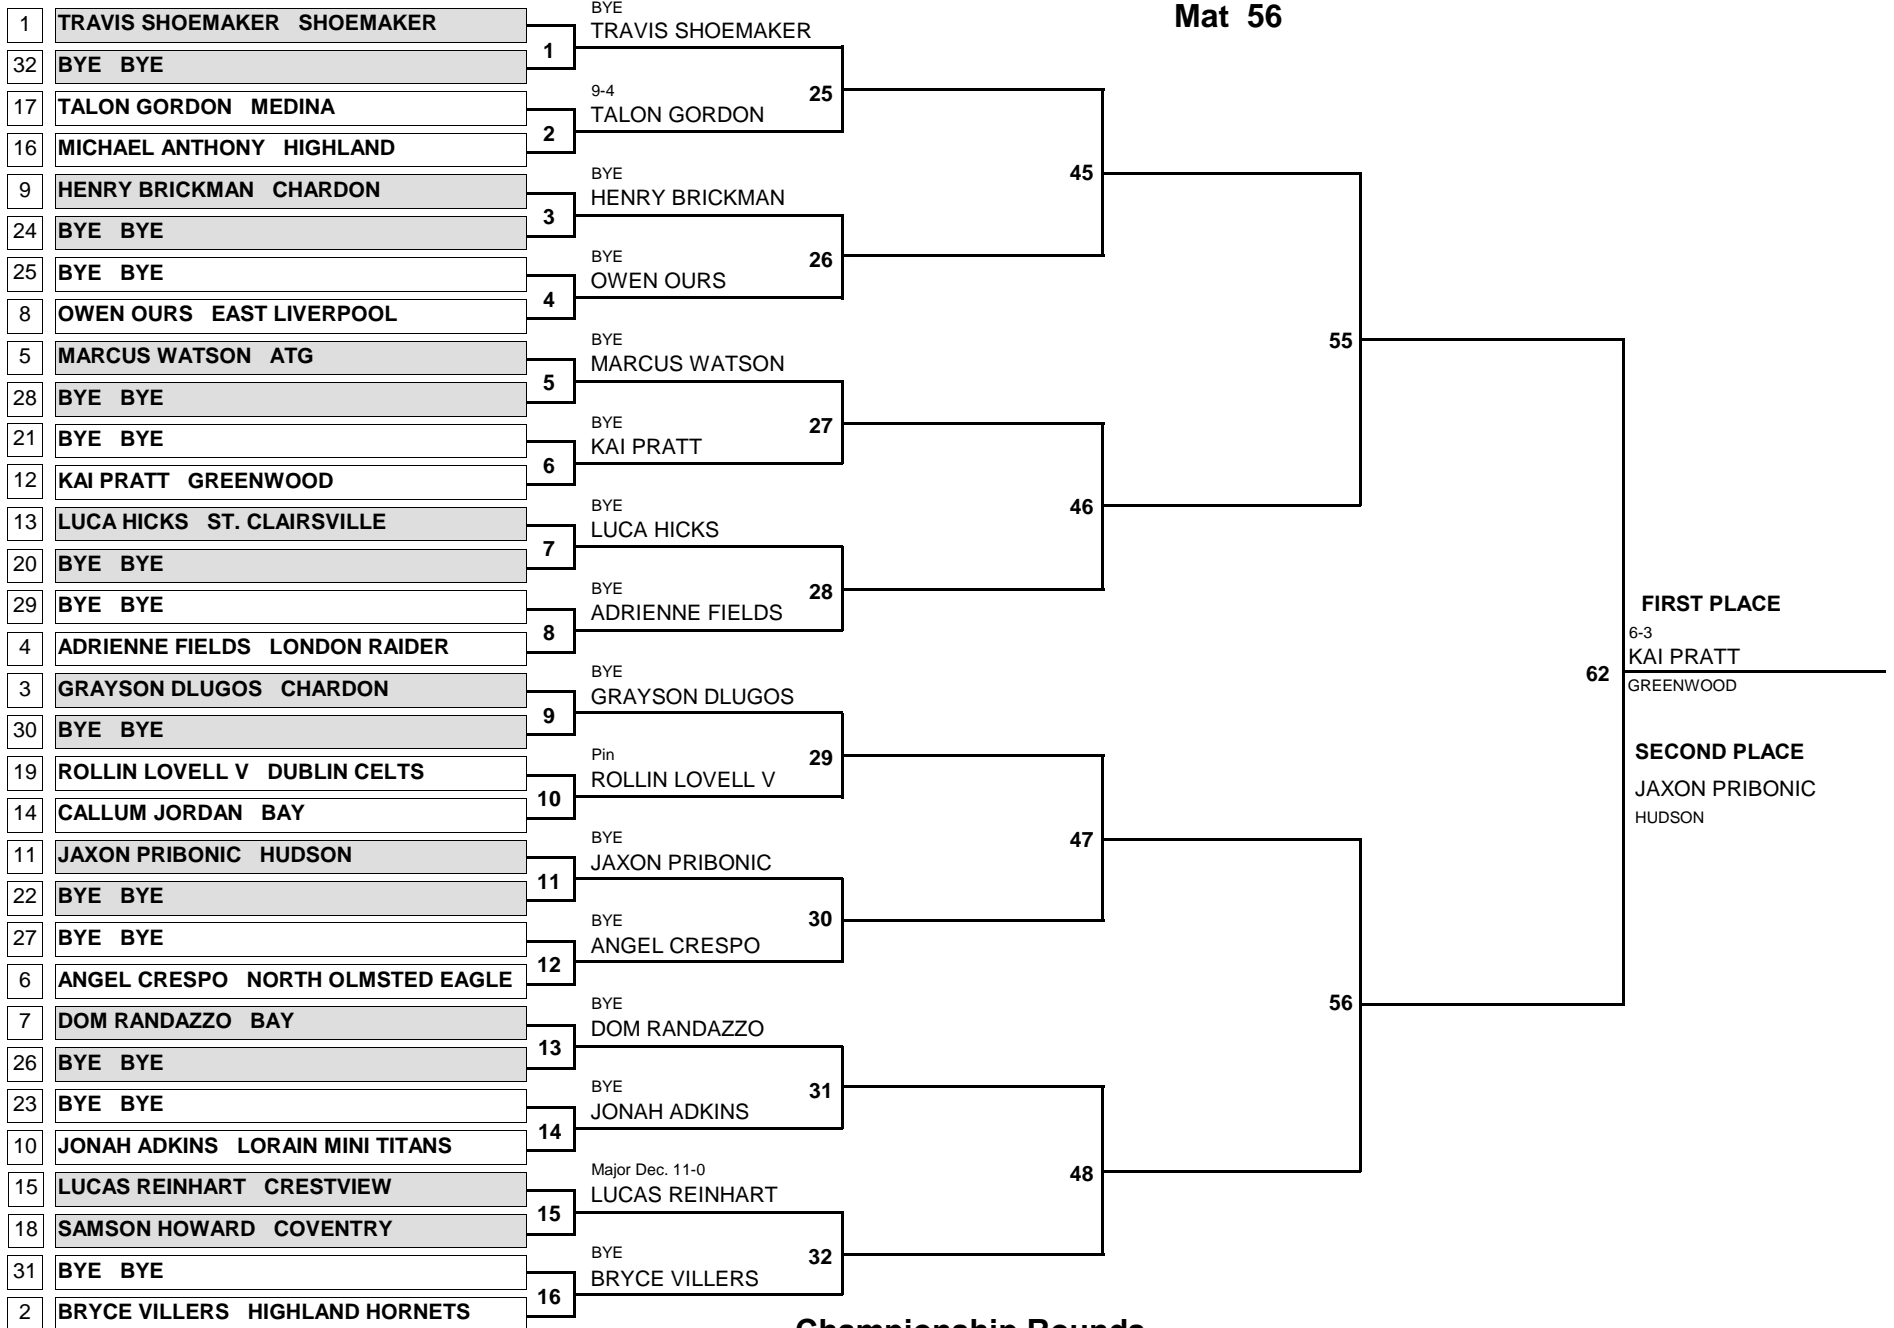 Mat 56
1 TRAVIS SHOEMAKER SHOEMAKER
32 BYE BYE
17 TALON GORDON MEDINA
16 MICHAEL ANTHONY HIGHLAND
9 HENRY BRICKMAN CHARDON
24 BYE BYE
25 BYE BYE
8 OWEN OURS EAST LIVERPOOL
5 MARCUS WATSON ATG
28 BYE BYE
21 BYE BYE
12 KAI PRATT GREENWOOD
13 LUCA HICKS ST. CLAIRSVILLE
20 BYE BYE
29 BYE BYE
4 ADRIENNE FIELDS LONDON RAIDER
3 GRAYSON DLUGOS CHARDON
30 BYE BYE
19 ROLLIN LOVELL V DUBLIN CELTS
14 CALLUM JORDAN BAY
11 JAXON PRIBONIC HUDSON
22 BYE BYE
27 BYE BYE
6 ANGEL CRESPO NORTH OLMSTED EAGLE
7 DOM RANDAZZO BAY
26 BYE BYE
23 BYE BYE
10 JONAH ADKINS LORAIN MINI TITANS
15 LUCAS REINHART CRESTVIEW
18 SAMSON HOWARD COVENTRY
31 BYE BYE
2 BRYCE VILLERS HIGHLAND HORNETS
1
2
3
4
5
6
7
8
9
10
11
12
13
14
15
16
BYE
TRAVIS SHOEMAKER
9-4
TALON GORDON
BYE
HENRY BRICKMAN
BYE
OWEN OURS
BYE
MARCUS WATSON
BYE
KAI PRATT
BYE
LUCA HICKS
BYE
ADRIENNE FIELDS
BYE
GRAYSON DLUGOS
Pin
ROLLIN LOVELL V
BYE
JAXON PRIBONIC
BYE
ANGEL CRESPO
BYE
DOM RANDAZZO
BYE
JONAH ADKINS
Major Dec. 11-0
LUCAS REINHART
BYE
BRYCE VILLERS
25
26
27
28
29
30
31
32
45
46
47
48
55
56
62
FIRST PLACE
6-3
KAI PRATT
GREENWOOD
SECOND PLACE
JAXON PRIBONIC
HUDSON
Championship Rounds